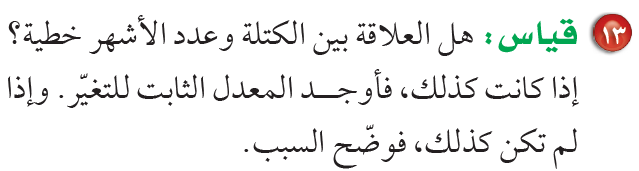 ١٣ قياس: هل العلاقة بين الكتلة وعدد الأشهر خطية؟
إذا كانت كذلك، فأوجد المعدل الثابت للتغيّر. وإذا
لم تكن كذلك، فوضّح السبب.